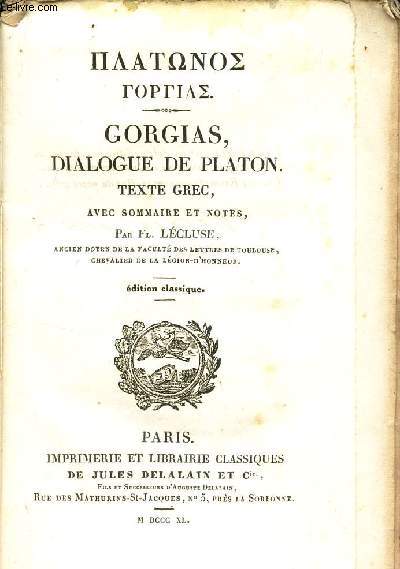 le-livre.com
ΠΛΑΤΩΝΟΣ
ΓΟΡΓΙΑΣ.
GORGIAS,
DIALOGUE DE PLATON.
TEXTE GREC,
AVEC SOMMAIRE ET NOTES,
PAR FL. LÉCLUSE,
ANCIEN DOYEN DE LA FACULTÉ DES LETTRES DE TOULOUSE,
CHEVALIER DE LA LÉGION-D'HONNEUR.
édition classique.
PARIS.
IMPRIMERIE ET LIBRAIRIE CLASSIQUES
DE JULES DELALAIN ET Cie,
FILS ET SUCCESSEURS D'AUGUSTE DELALAIN,
RUE DES MATHURINS-ST-JACQUES, No 5, PRÈS LA SORBONNE.
M DCCC XL.